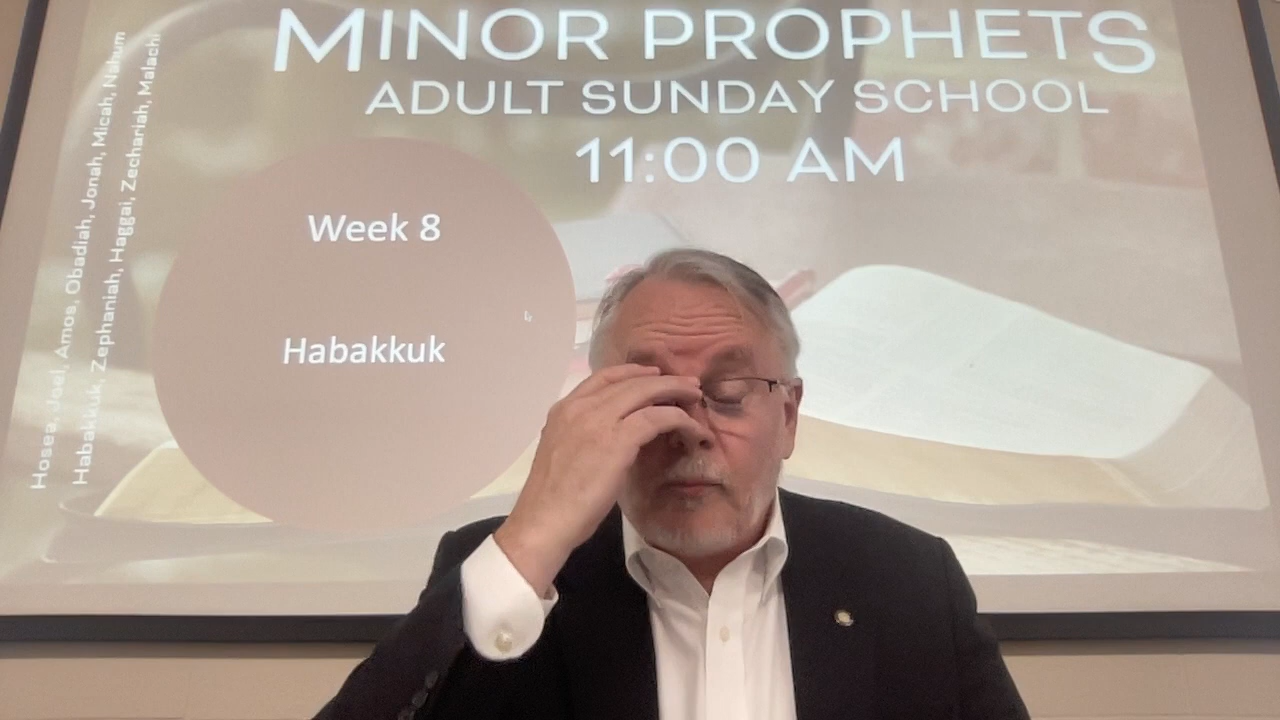 MINOR PROPHETS
ADULT SUNDAY SCHOOL
11:00 AM
Week 8
Habakkuk
Hosea, Joel, Amos, Obadiah, Jonah, Micah, Nahum
Habakkuk, Zephaniah, Haggai, Zechariah, Malachi